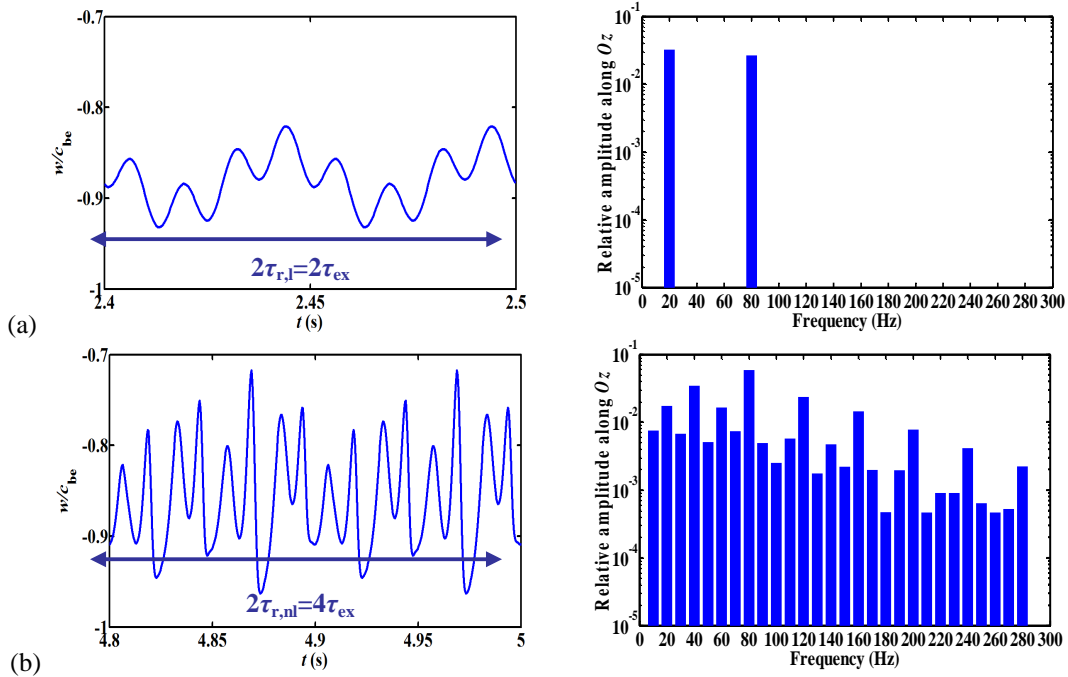 -0.7
-0.8
-0.9
-1
w/c_be
2τ_r,l=2τ_ex
2.4
2.45
2.5
t (s)
10^-1
10^-2
10^-3
10^-4
10^-5
Relative amplitude along Oz
0 20 40 60 80 100 120 140 160 180 200 220 240 260 280 300
Frequency (Hz)
(a)
-0.7
-0.8
-0.9
-1
w/c_be
2τ_r,nl=4τ_ex
4.8
4.85
4.9
4.95
5
t (s)
10^-1
10^-2
10^-3
10^-4
10^-5
Relative amplitude along Oz
0 20 40 60 80 100 120 140 160 180 200 220 240 260 280 300
Frequency (Hz)
(b)